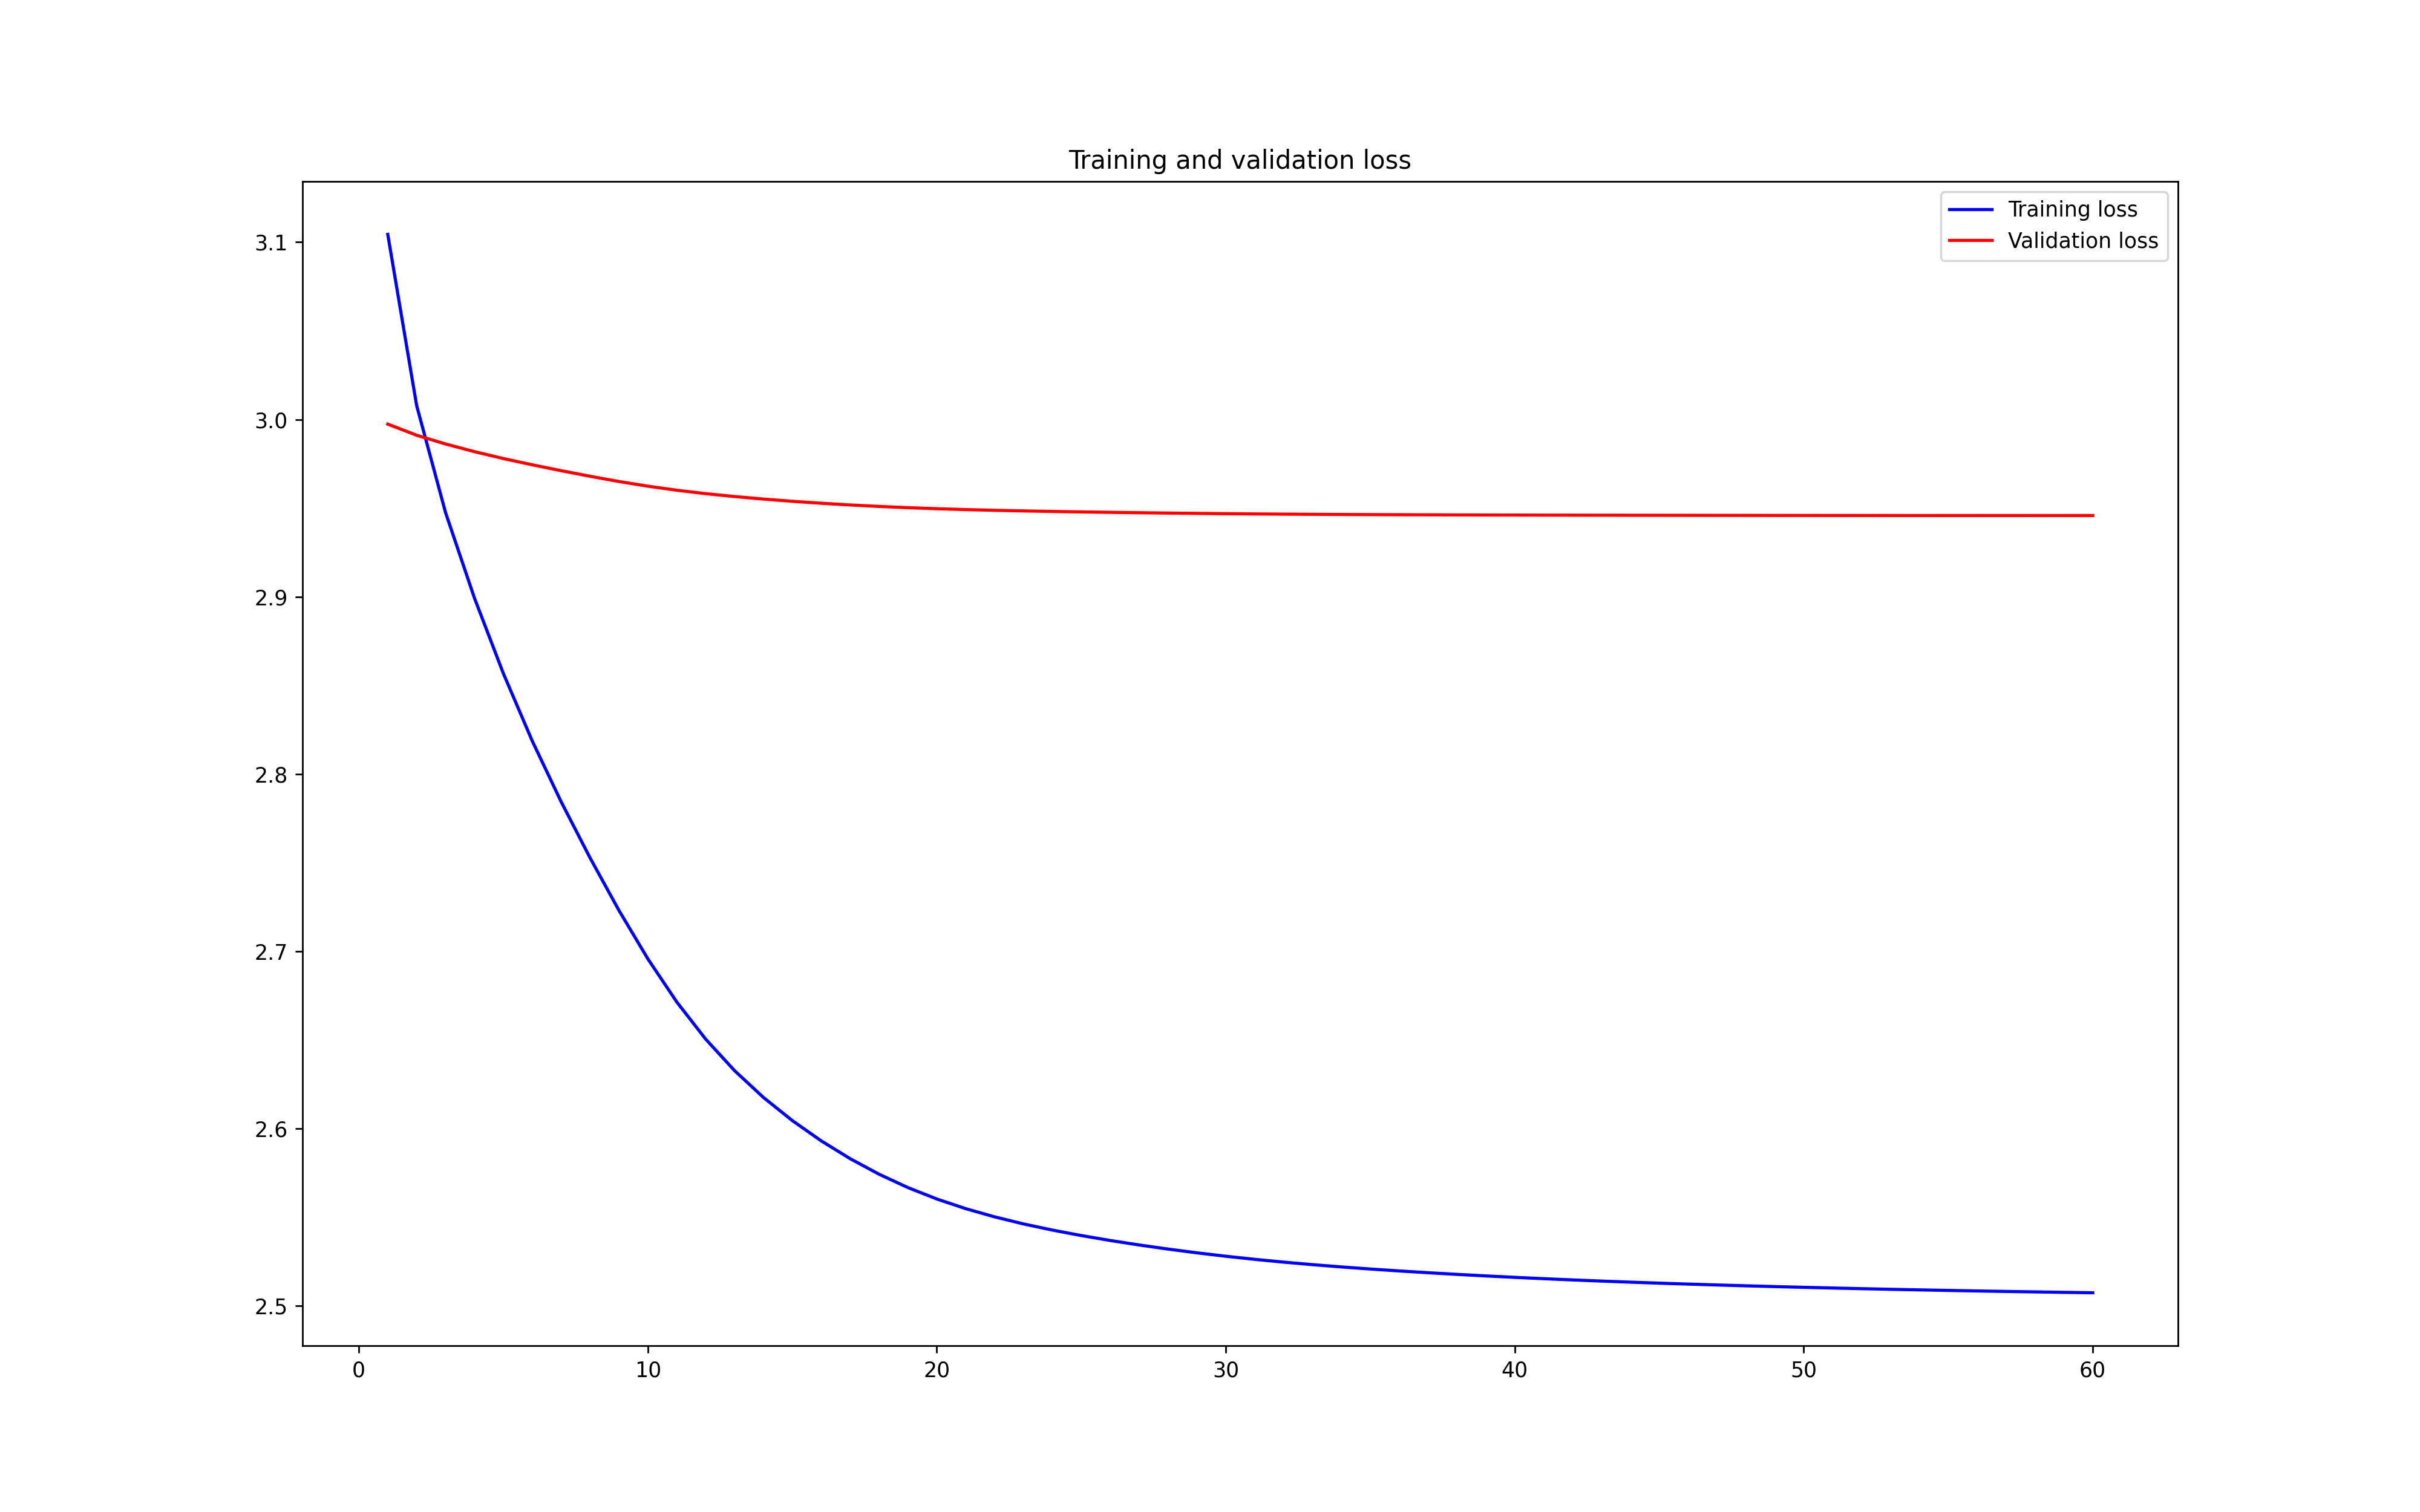 Training and validation loss
Training loss
Validation loss
3.1
3.0
2.9
2.8
2.7
2.6
2.5
0 10 20 30 40 50 60